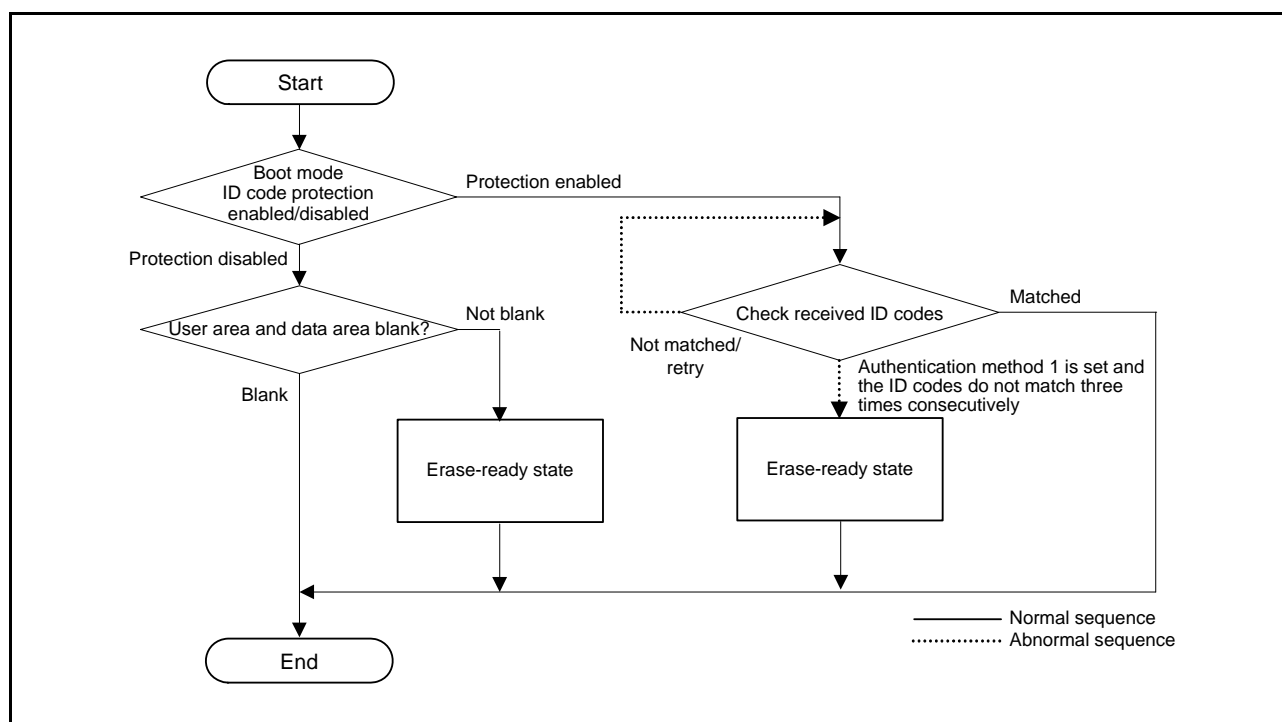 Start
Boot mode
ID code protection
enabled/disabled
Protection enabled
Protection disabled
User area and data area blank?
Not blank
Blank
Check received ID codes
Matched
Not matched/
retry
Authentication method 1 is set and
the ID codes do not match three
times consecutively
Erase-ready state
Erase-ready state
Normal sequence
Abnormal sequence
End